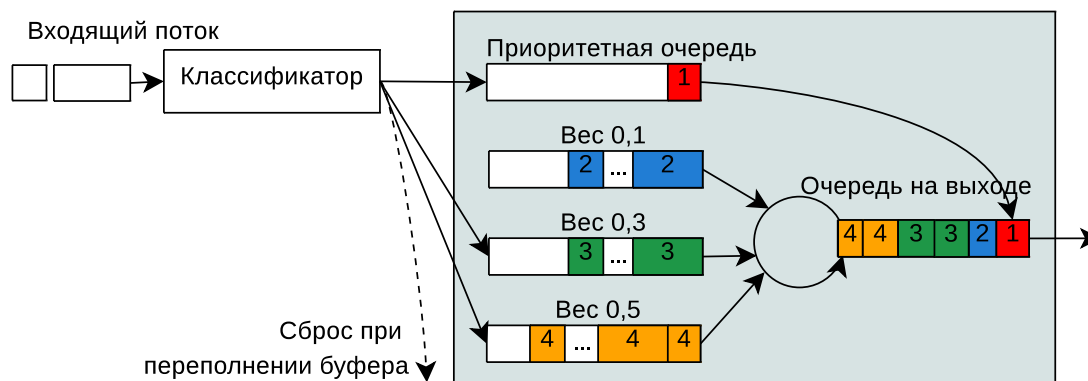 Входящий поток
Классификатор
Приоритетная очередь
1
Вес 0,1
2 ... 2
Вес 0,3
3 ... 3
Вес 0,5
4 ... 4 4
Очередь на выходе
4 4 3 3 2 1
Сброс при
переполнении буфера